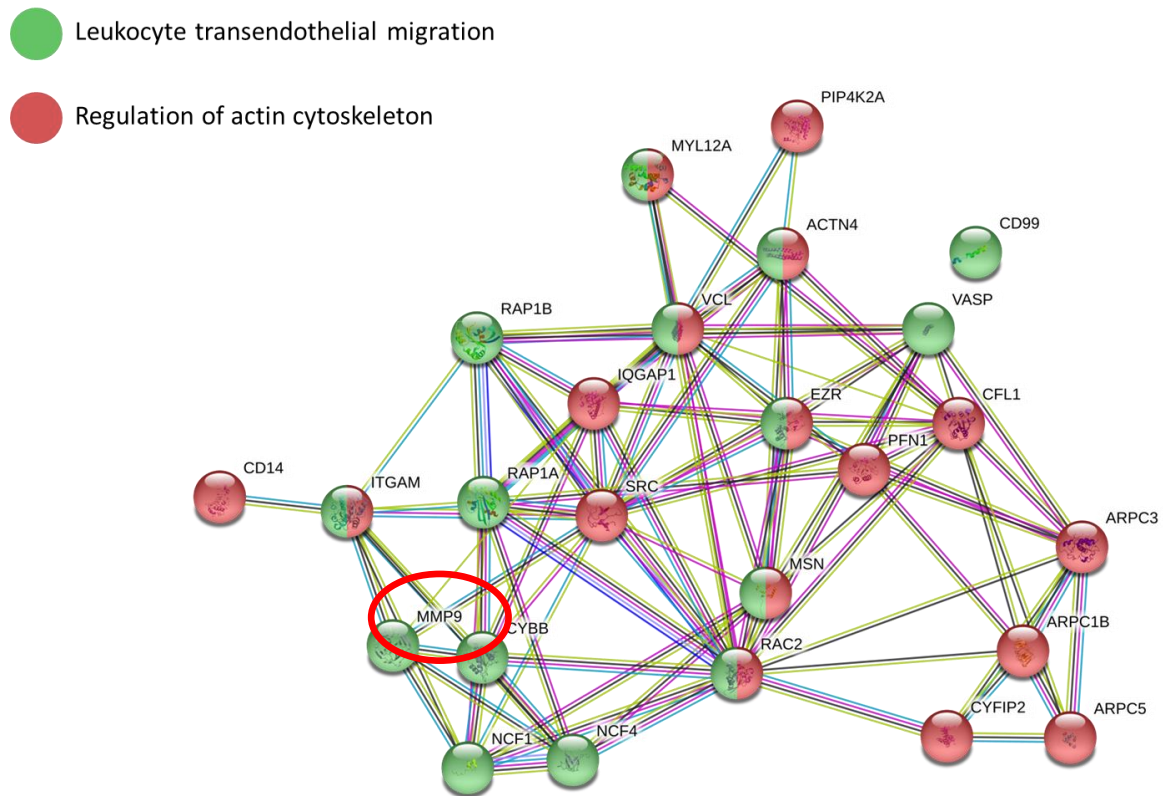 Leukocyte transendothelial migration
Regulation of actin cytoskeleton
PIP4K2A
MYL12A
ACTN4
CD99
VCL
VASP
RAP1B
IQGAP1
EZR
CFL1
PFN1
CD14
ITGAM
RAP1A
SRC
ARPC3
MSN
MMP9
CYBB
ARPC1B
RAC2
CYFIP2
ARPC5
NCF1
NCF4